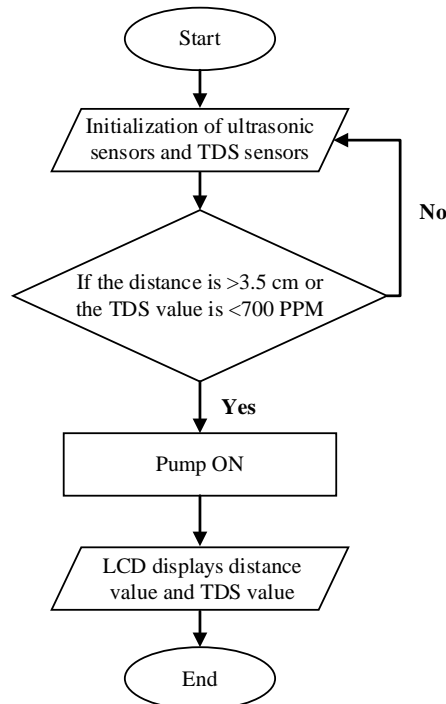 Start
Initialization of ultrasonic
sensors and TDS sensors
No
If the distance is >3.5 cm or
the TDS value is <700 PPM
Yes
Pump ON
LCD displays distance
value and TDS value
End